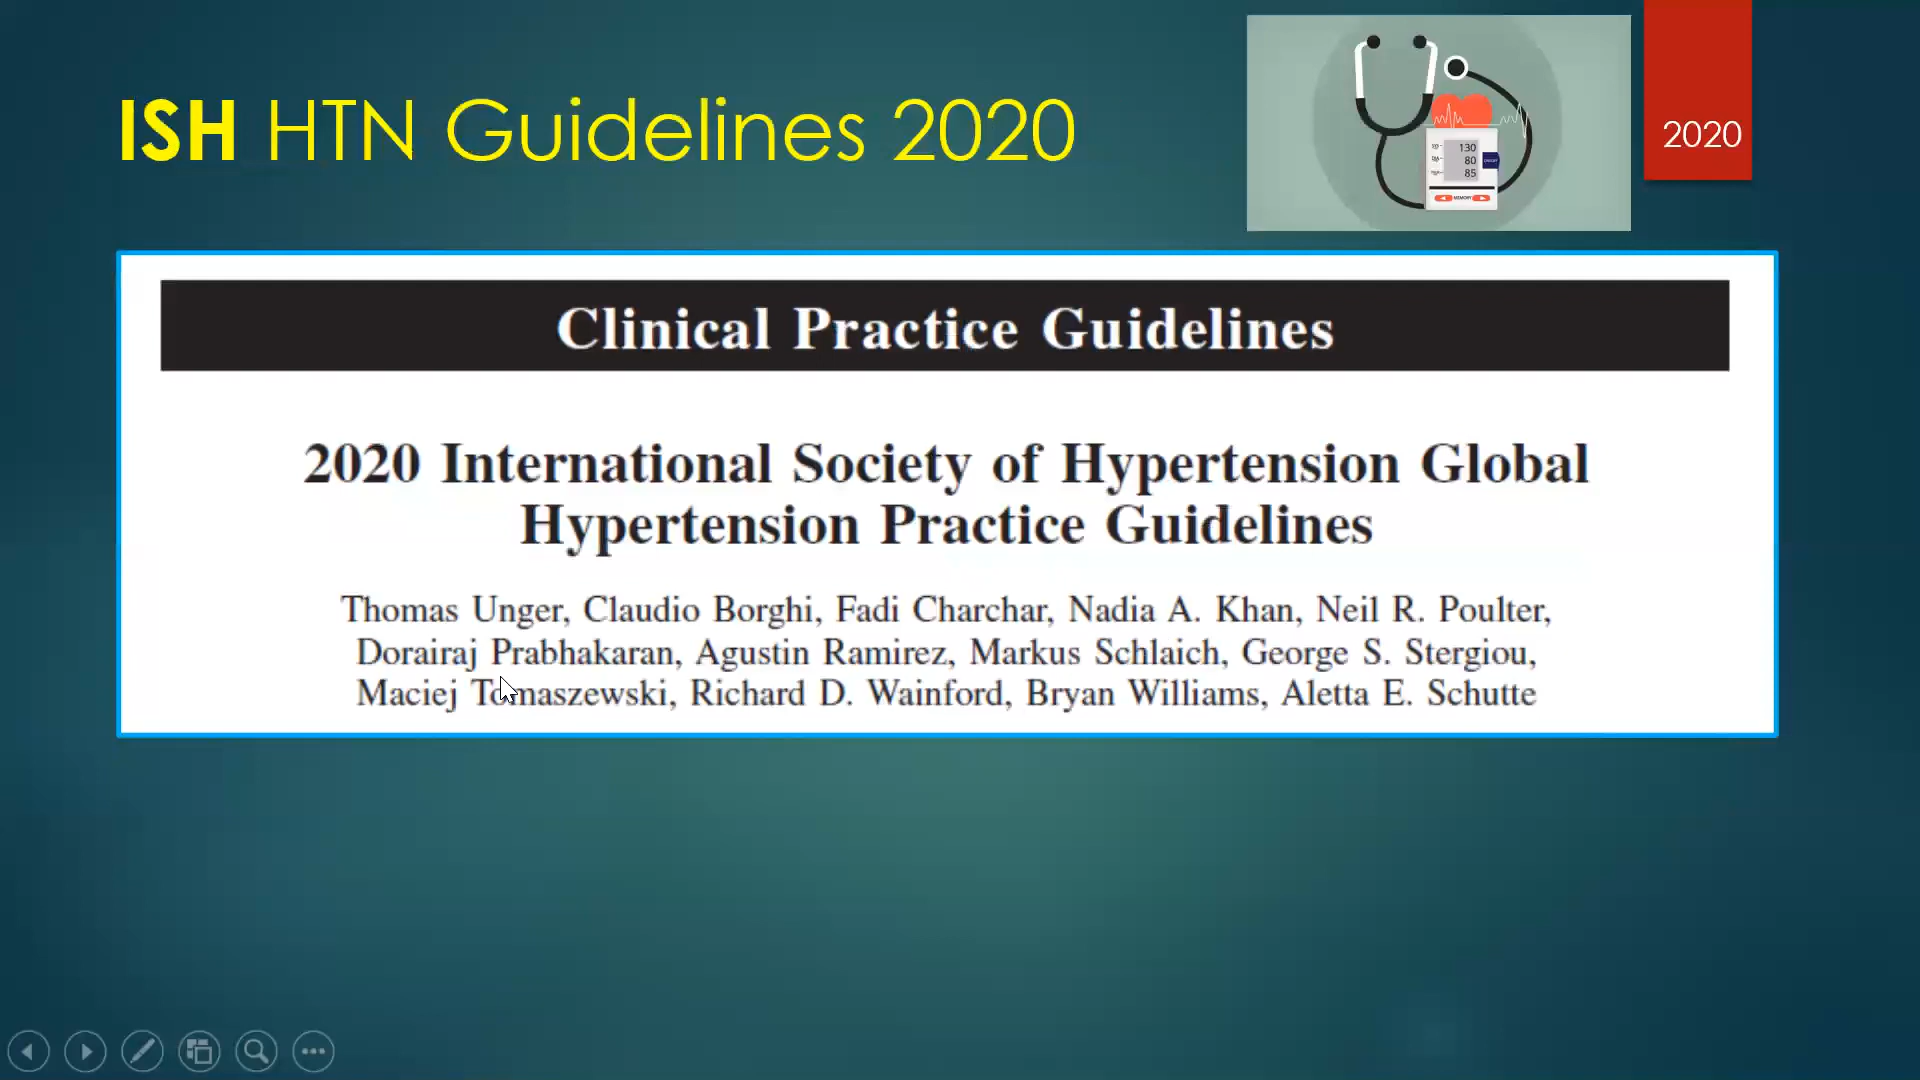 ISH HTN Guidelines 2020
130
80
85
MEMORY
2020
Clinical Practice Guidelines
2020 International Society of Hypertension Global
Hypertension Practice Guidelines
Thomas Unger, Claudio Borghi, Fadi Charchar, Nadia A. Khan, Neil R. Poulter,
Dorairaj Prabhakaran, Agustin Ramirez, Markus Schlaich, George S. Stergiou,
Maciej Tomaszewski, Richard D. Wainford, Bryan Williams, Aletta E. Schutte